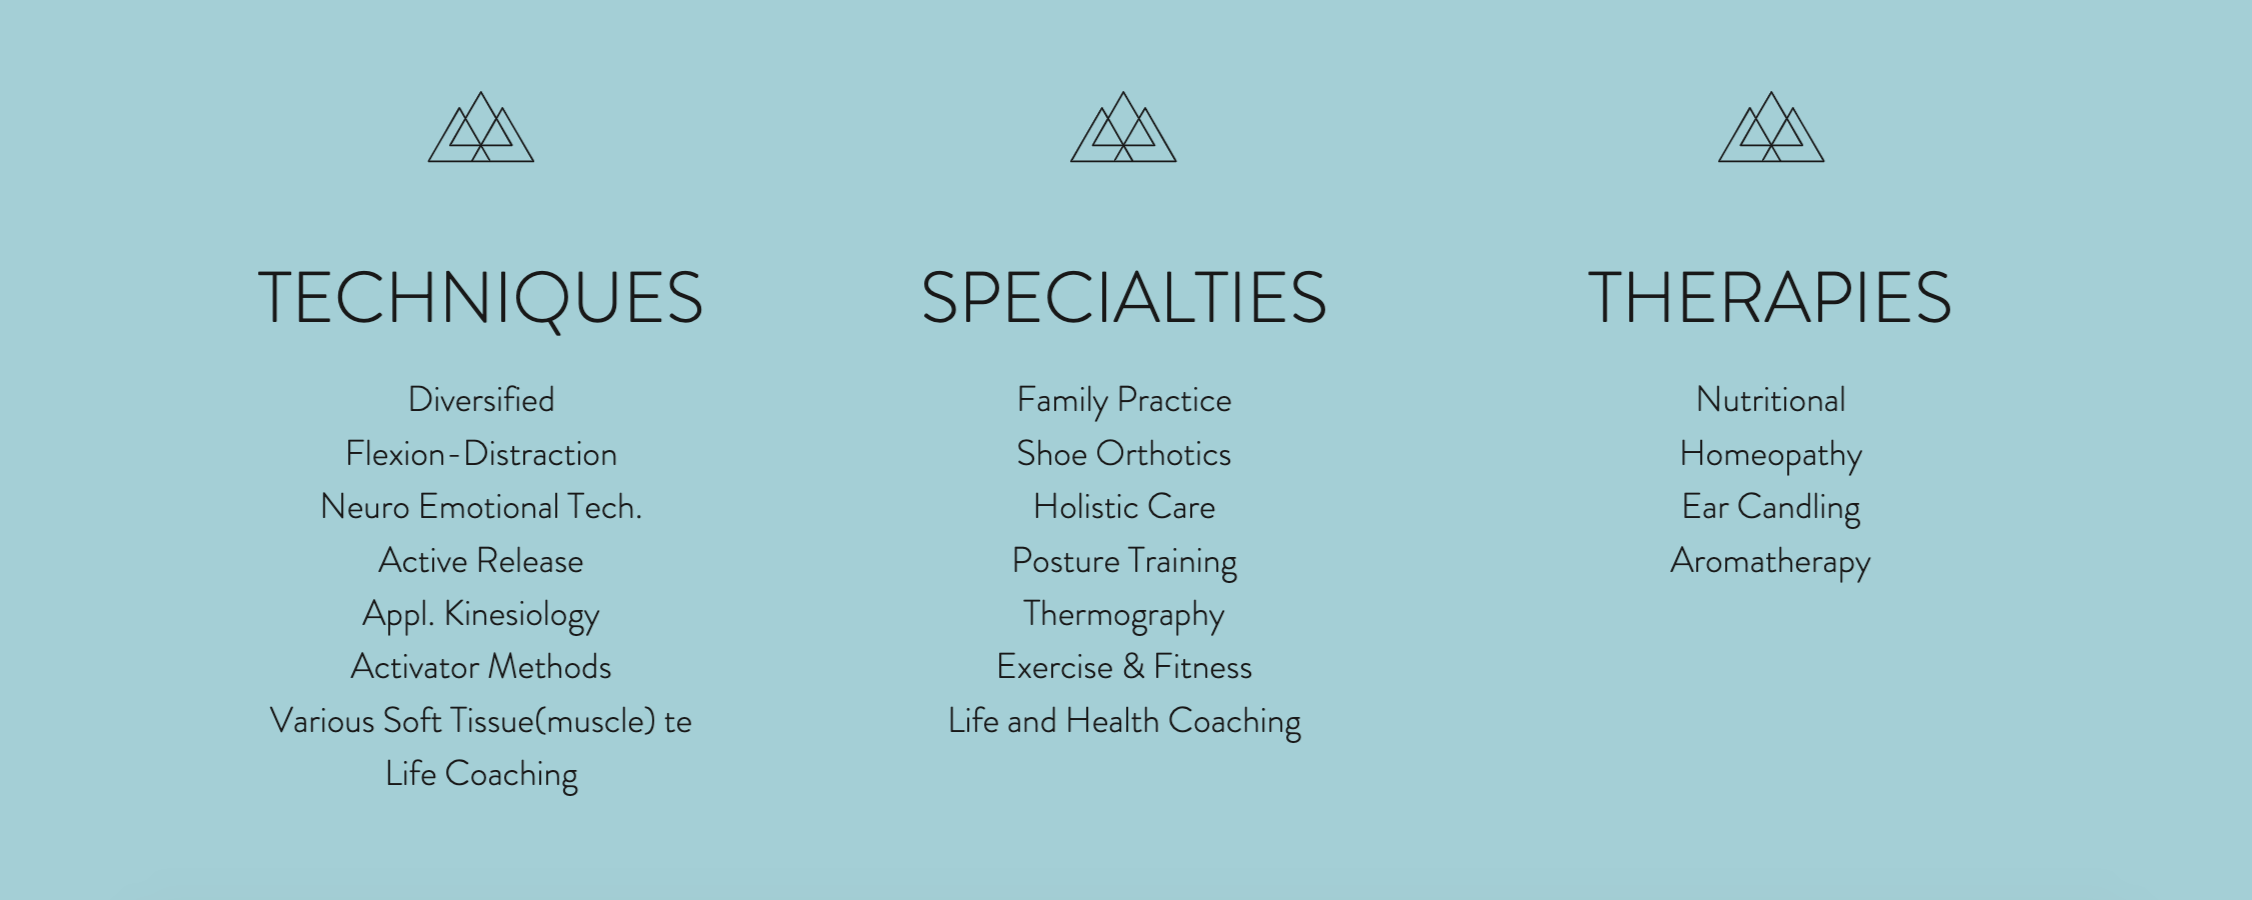 TECHNIQUES
Diversified
Flexion-Distraction
Neuro Emotional Tech.
Active Release
Appl. Kinesiology
Activator Methods
Various Soft Tissue(muscle) te
Life Coaching
SPECIALTIES
Family Practice
Shoe Orthotics
Holistic Care
Posture Training
Thermography
Exercise & Fitness
Life and Health Coaching
THERAPIES
Nutritional
Homeopathy
Ear Candling
Aromatherapy